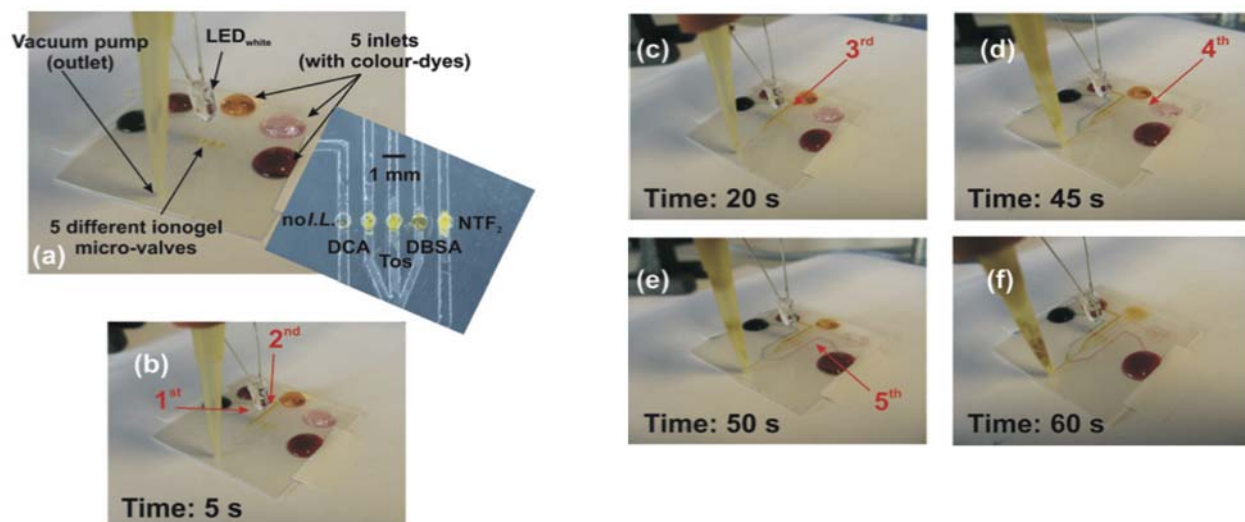 Vacuum pump
(outlet)
LEDwhite
5 inlets
(with colour-dyes)
1 mm
noI.L.
DCA
Tos
DBSA
NTF₂
5 different ionogel
micro-valves
(a)
(b)
1st
2nd
Time: 5 s
(c)
3rd
Time: 20 s
(d)
4th
Time: 45 s
(e)
5th
Time: 50 s
(f)
Time: 60 s